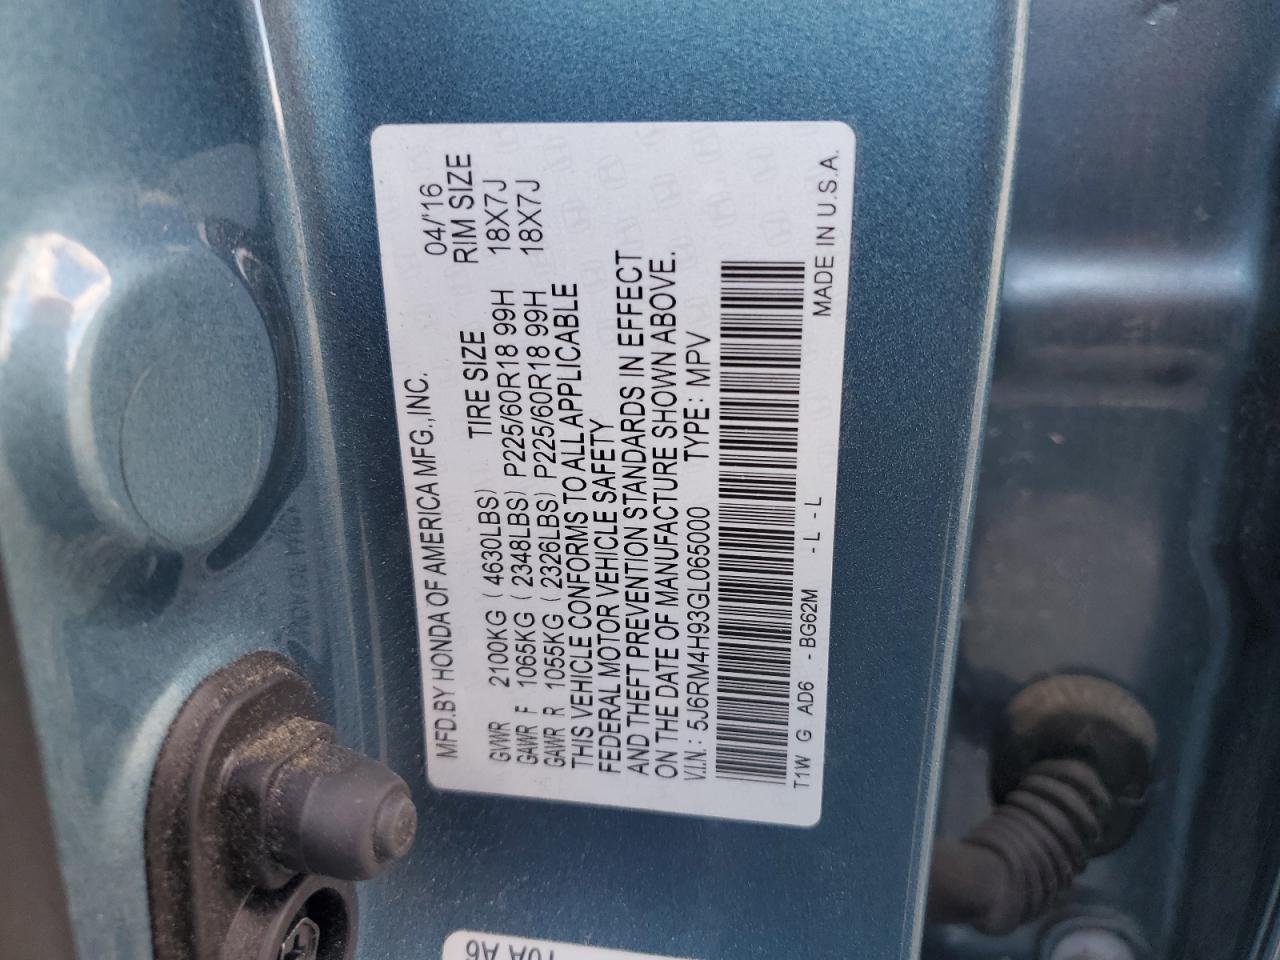 MFD.BY HONDA OF AMERICA MFG.,INC. 04/'16
TIRE SIZE RIM SIZE
GVWR 2100KG ( 4630LBS)
GAWR F 1065KG ( 2348LBS) P225/60R18 99H 18X7J
GAWR R 1055KG ( 2326LBS) P225/60R18 99H 18X7J
THIS VEHICLE CONFORMS TO ALL APPLICABLE
FEDERAL MOTOR VEHICLE SAFETY
AND THEFT PREVENTION STANDARDS IN EFFECT
ON THE DATE OF MANUFACTURE SHOWN ABOVE.
V.I.N.: 5J6RM4H93GL065000 TYPE: MPV
T1W G AD6 -BG62M - L - L MADE IN U.S.A.